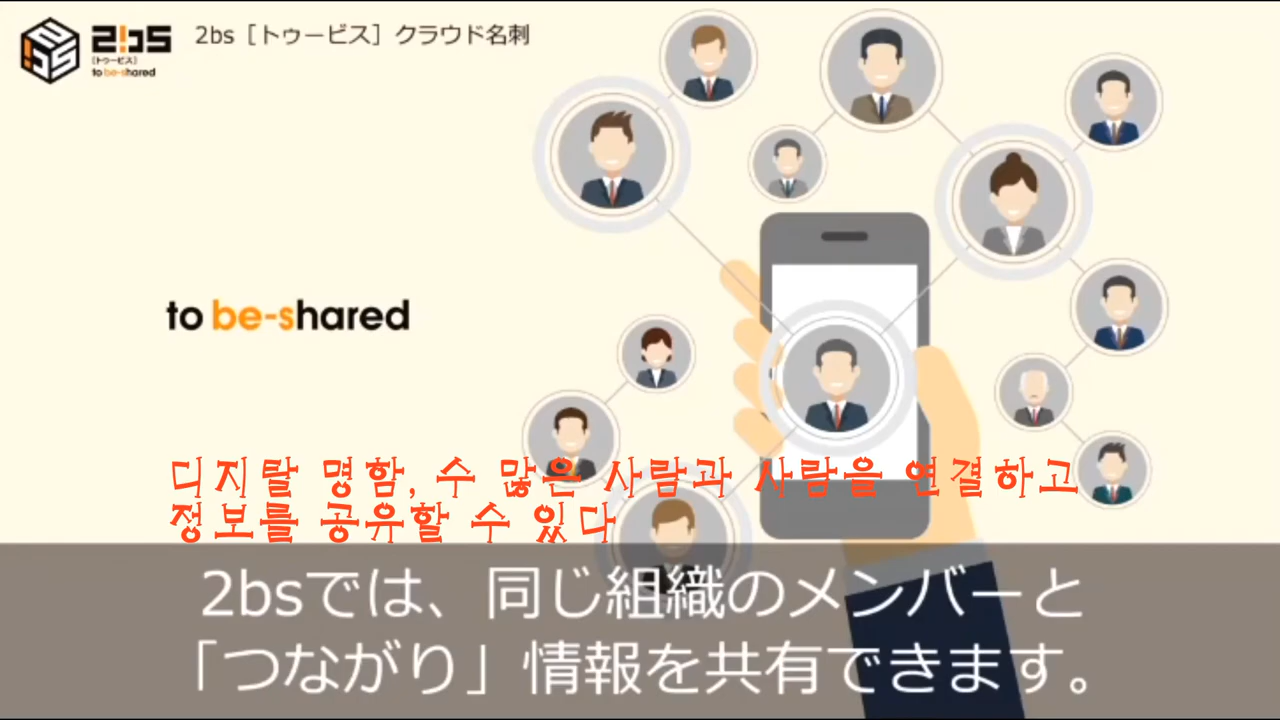 2!bS
[トゥービス]
to be-shared
2bs［トゥービス］クラウド名刺
to be-shared
디지탈 명함, 수 많은 사람과 사람을 연결하고
정보를 공유할 수 있다
2bsでは、同じ組織のメンバーと
「つながり」情報を共有できます。